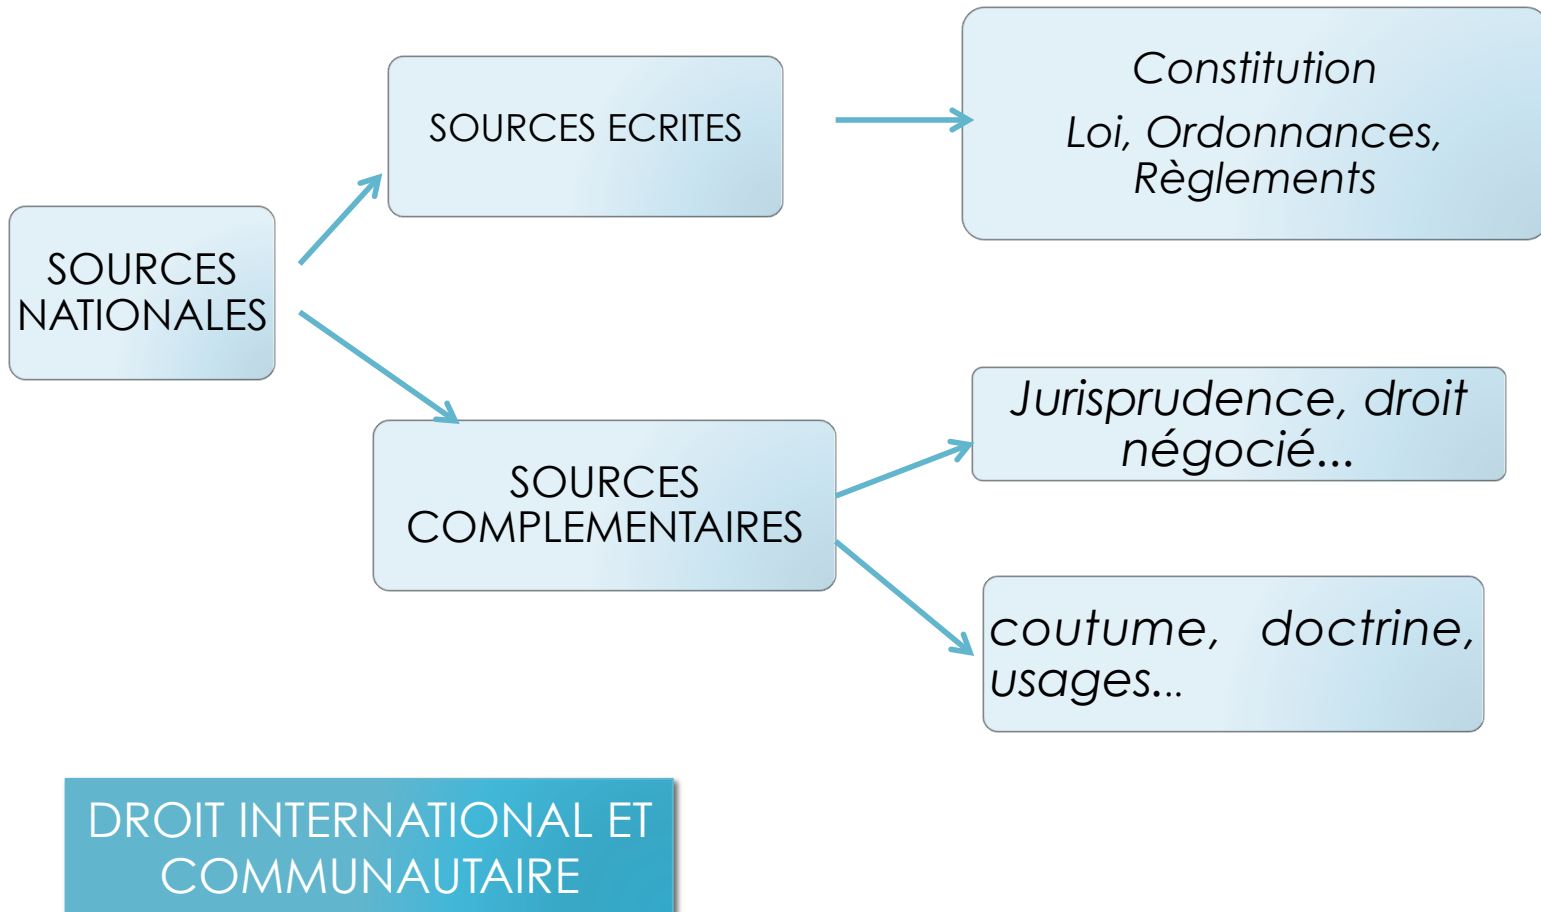 SOURCES
NATIONALES
SOURCES ECRITES
Constitution
Loi, Ordonnances,
Règlements
SOURCES
COMPLEMENTAIRES
Jurisprudence, droit
négocié...
coutume, doctrine,
usages...
DROIT INTERNATIONAL ET
COMMUNAUTAIRE